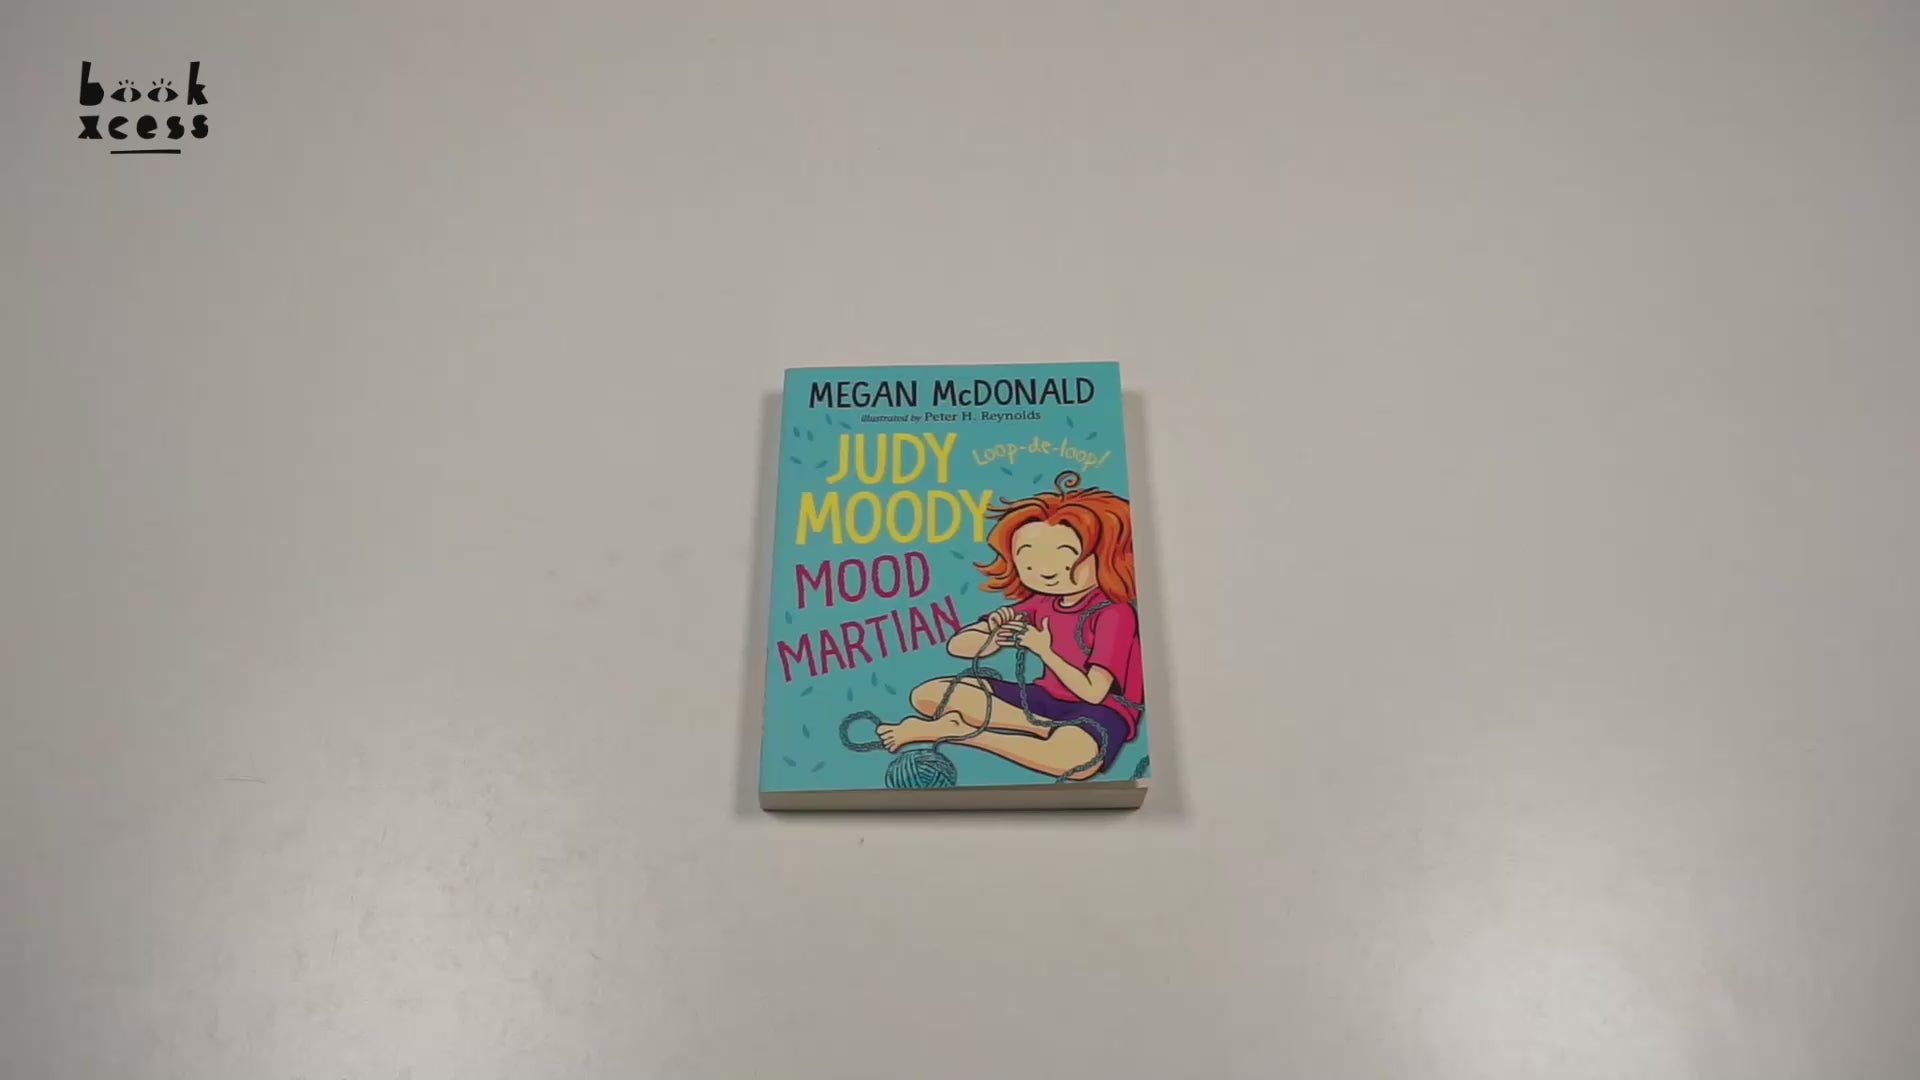 book
xcess
MEGAN McDONALD
illustrated by Peter H. Reynolds
JUDY
MOODY
Loop-de-loop!
MOOD
MARTIAN